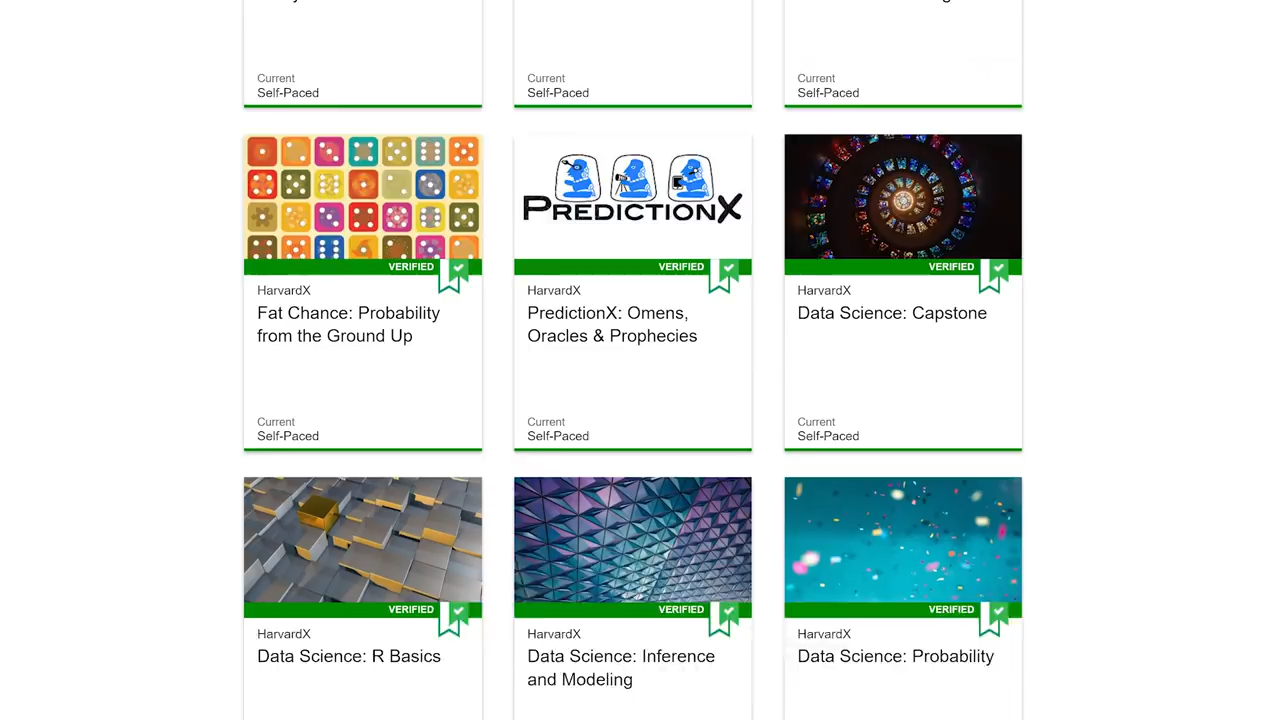 Current
Self-Paced
Current
Self-Paced
Current
Self-Paced
VERIFIED
HarvardX
Fat Chance: Probability
from the Ground Up
Current
Self-Paced
PREDICTIONX
VERIFIED
HarvardX
PredictionX: Omens,
Oracles & Prophecies
Current
Self-Paced
VERIFIED
HarvardX
Data Science: Capstone
Current
Self-Paced
VERIFIED
HarvardX
Data Science: R Basics
VERIFIED
HarvardX
Data Science: Inference
and Modeling
VERIFIED
HarvardX
Data Science: Probability